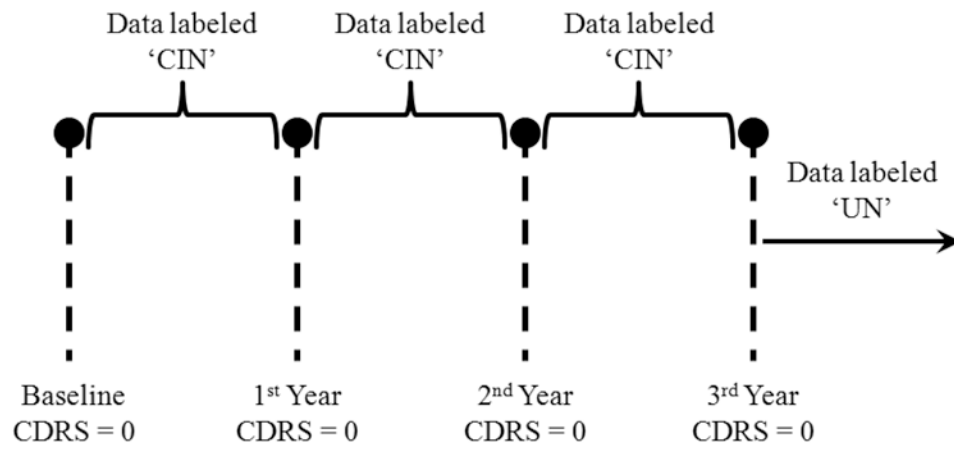 Data labeled
‘CIN’
Data labeled
‘CIN’
Data labeled
‘CIN’
Data labeled
‘UN’
Baseline
CDRS = 0
1st Year
CDRS = 0
2nd Year
CDRS = 0
3rd Year
CDRS = 0